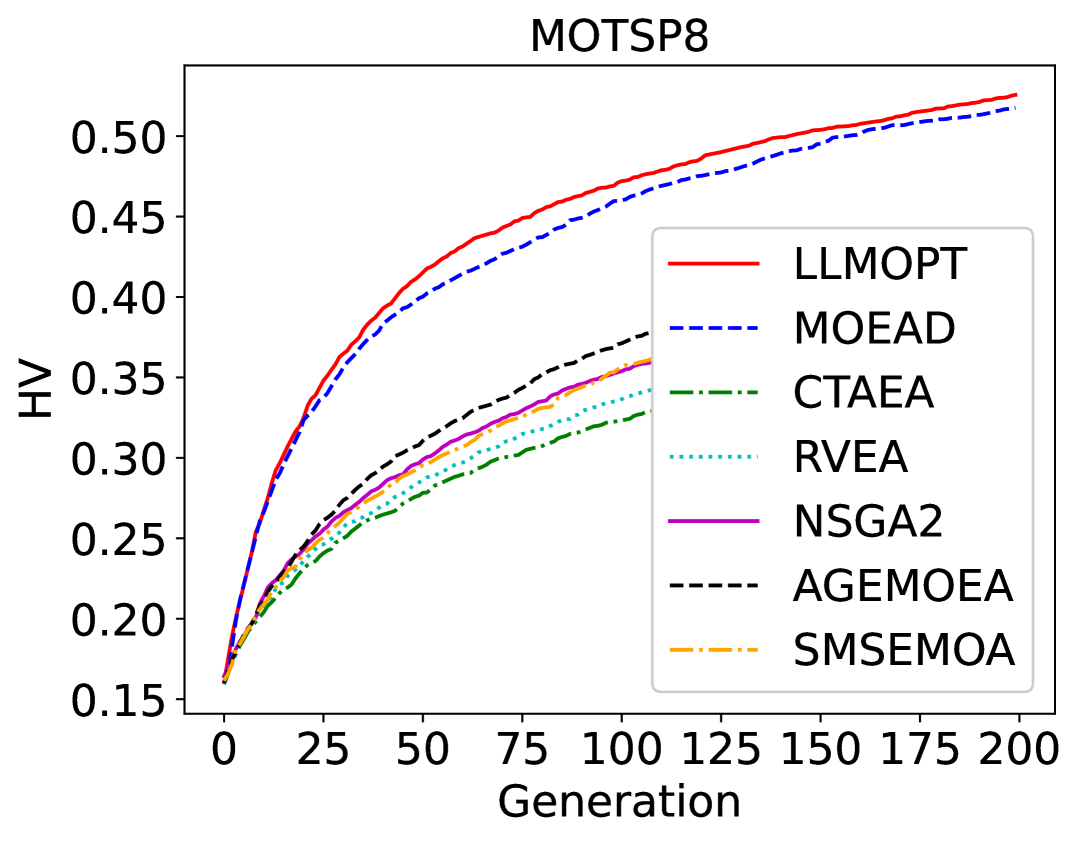 MOTSP8
HV
0.50
0.45
0.40
0.35
0.30
0.25
0.20
0.15
LLMOPT
MOEAD
CTAEA
RVEA
NSGA2
AGEMOEA
SMSEMOA
0 25 50 75 100 125 150 175 200
Generation